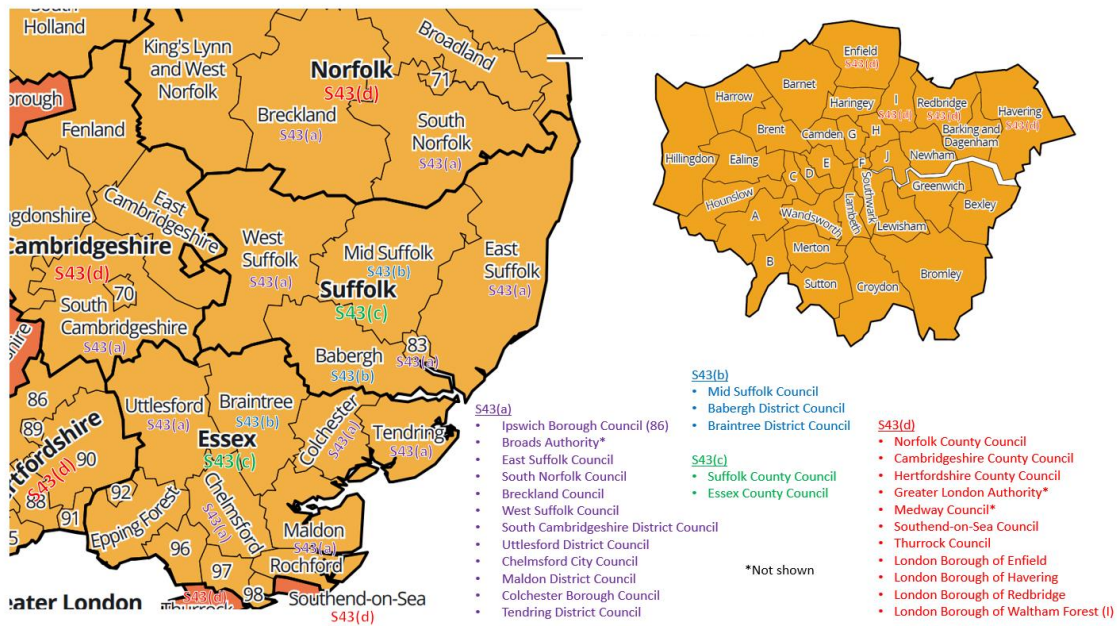 South
Holland
King's Lynn
and West
Norfolk
Broadland
Norfolk
S43(d)
71
orough
Breckland
S43(a)
Fenland
South
Norfolk
S43(a)
East
Cambridgeshire
ngdonshire
Cambridgeshire
S43(d)
70
South
Cambridgeshire
S43(a)
West
Suffolk
S43(a)
Mid Suffolk
S43(b)
Suffolk
S43(c)
East
Suffolk
S43(a)
Babergh
S43(b)
83
S43(a)
shire
86
89
rtfordshire
S43(d)
90
88
91
5
Uttlesford
S43(a)
Braintree
S43(b)
Essex
S43(c)
Colchester
S43(a)
Tendring
S43(a)
92
Epping Forest
Chelmsford
S43(a)
Maldon
S43(a)
96
97
Rochford
98
eater London
S43(d)
Thurrock
Southend-on-Sea
S43(d)
Enfield
S43(d)
Barnet
Harrow
Haringey
I
S43(d)
Redbridge
S43(d)
Havering
S43(d)
Brent
Camden
G
H
Barking and
Dagenham
Hillingdon
Ealing
C
D
E
F
J
Newham
Hounslow
A
Wandsworth
Lambeth
Southwark
Greenwich
Bexley
Lewisham
B
Merton
Sutton
Croydon
Bromley
S43(a)
• Ipswich Borough Council (86)
• Broads Authority*
• East Suffolk Council
• South Norfolk Council
• Breckland Council
• West Suffolk Council
• South Cambridgeshire District Council
• Uttlesford District Council
• Chelmsford City Council
• Maldon District Council
• Colchester Borough Council
• Tendring District Council
S43(b)
• Mid Suffolk Council
• Babergh District Council
• Braintree District Council
S43(c)
• Suffolk County Council
• Essex County Council
*Not shown
S43(d)
• Norfolk County Council
• Cambridgeshire County Council
• Hertfordshire County Council
• Greater London Authority*
• Medway Council*
• Southend-on-Sea Council
• Thurrock Council
• London Borough of Enfield
• London Borough of Havering
• London Borough of Redbridge
• London Borough of Waltham Forest (I)